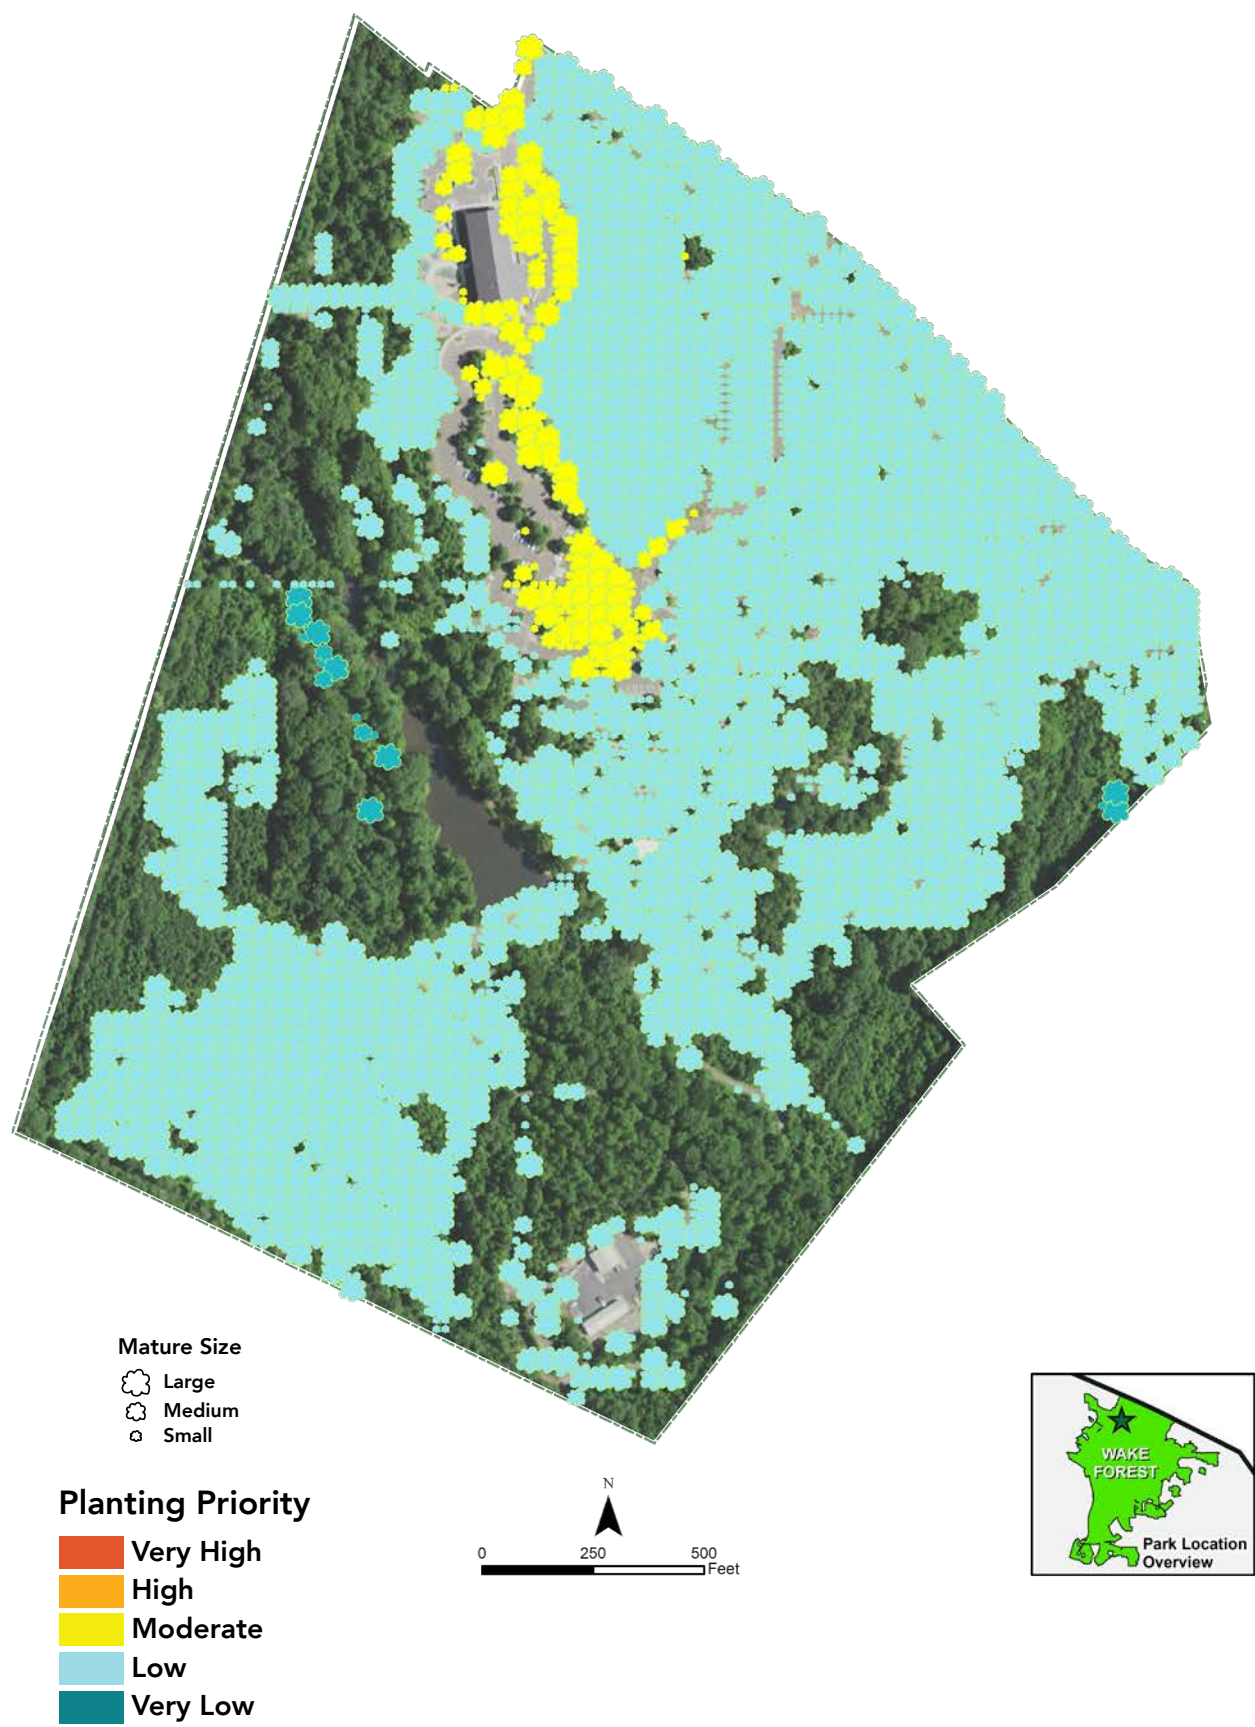 Mature Size
Large
Medium
Small
Planting Priority
Very High
High
Moderate
Low
Very Low
N
0 250 500
Feet
WAKE
FOREST
Park Location
Overview